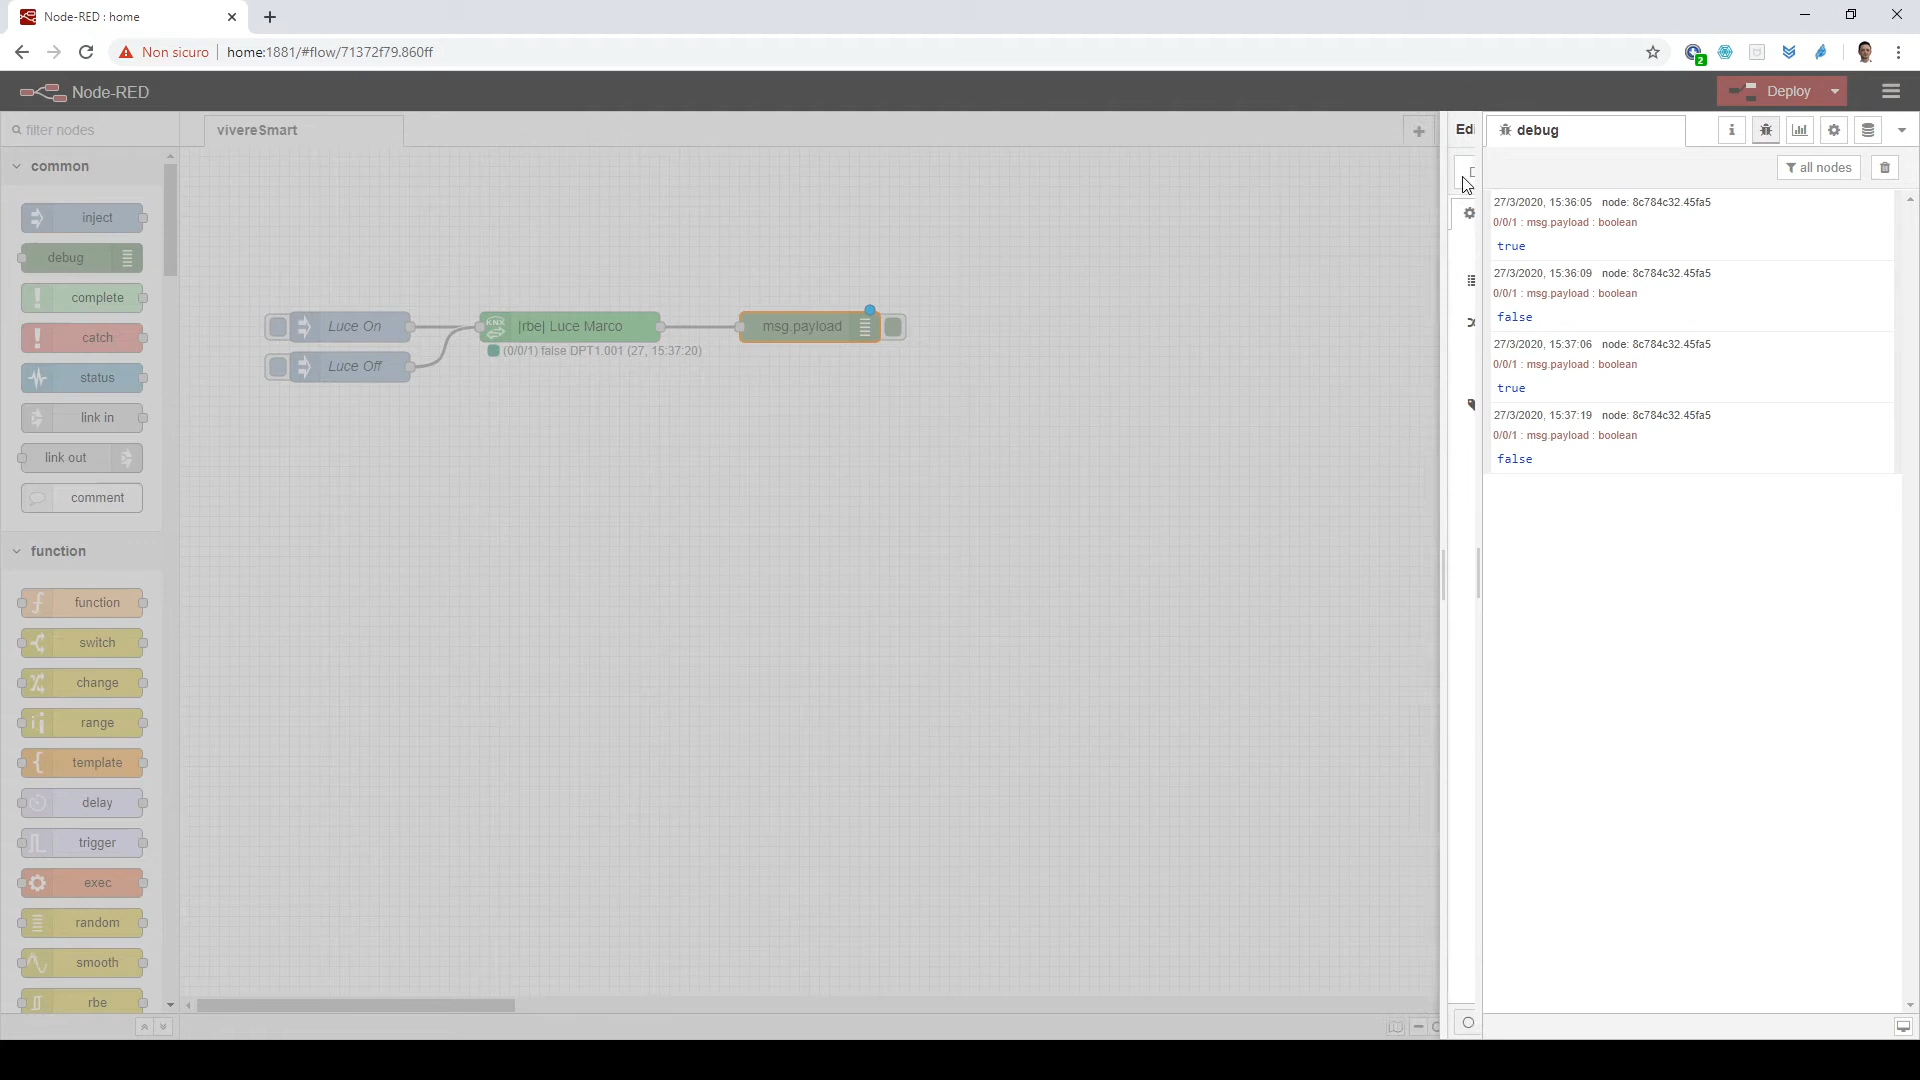 Node-RED : home
Non sicuro
home:1881/#flow/71372f79.860ff
2
Node-RED
Deploy
filter nodes
vivereSmart
Edi
debug
common
all nodes
inject
debug
complete
catch
status
link in
link out
comment
function
function
switch
change
range
template
delay
trigger
exec
random
smooth
rbe
Luce On
Luce Off
KNX
|rbe| Luce Marco
(0/0/1) false DPT1.001 (27, 15:37:20)
msg.payload
27/3/2020, 15:36:05 node: 8c784c32.45fa5
0/0/1 : msg.payload : boolean
true
27/3/2020, 15:36:09 node: 8c784c32.45fa5
0/0/1 : msg.payload : boolean
false
27/3/2020, 15:37:06 node: 8c784c32.45fa5
0/0/1 : msg.payload : boolean
true
27/3/2020, 15:37:19 node: 8c784c32.45fa5
0/0/1 : msg.payload : boolean
false